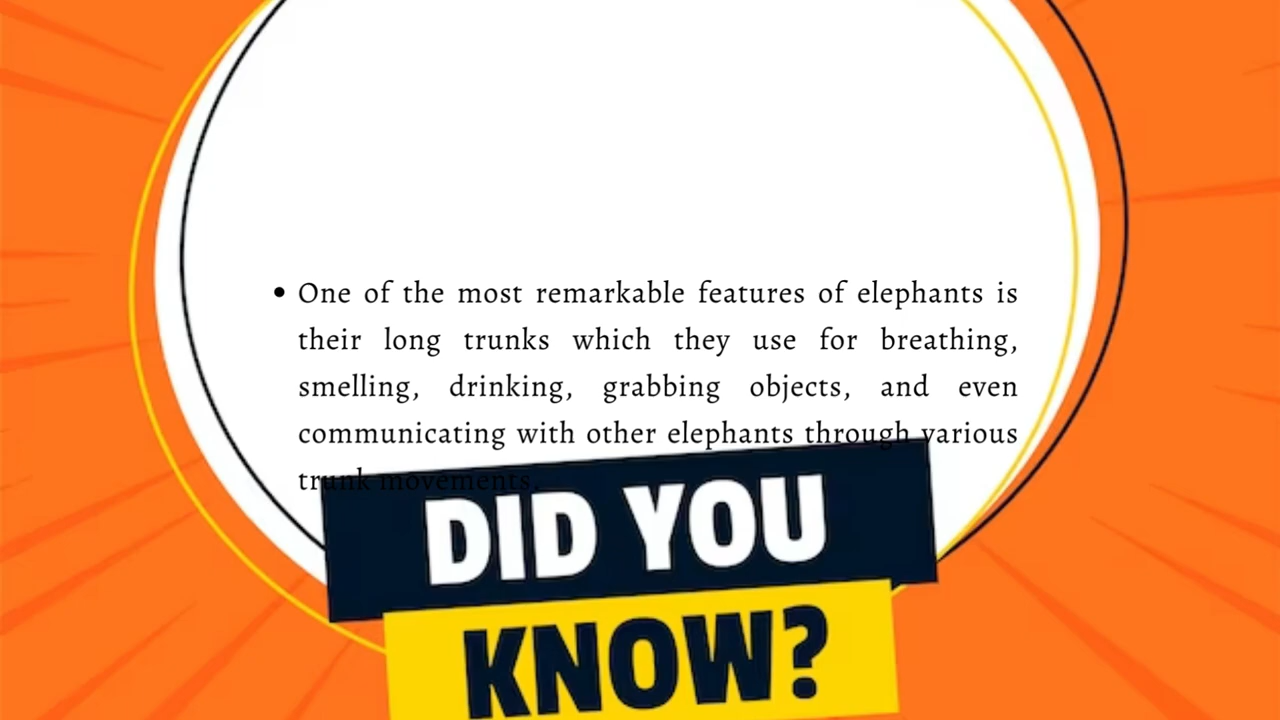 • One of the most remarkable features of elephants is
their long trunks which they use for breathing,
smelling, drinking, grabbing objects, and even
communicating with other elephants through various
trunk movements.
DID YOU
KNOW?